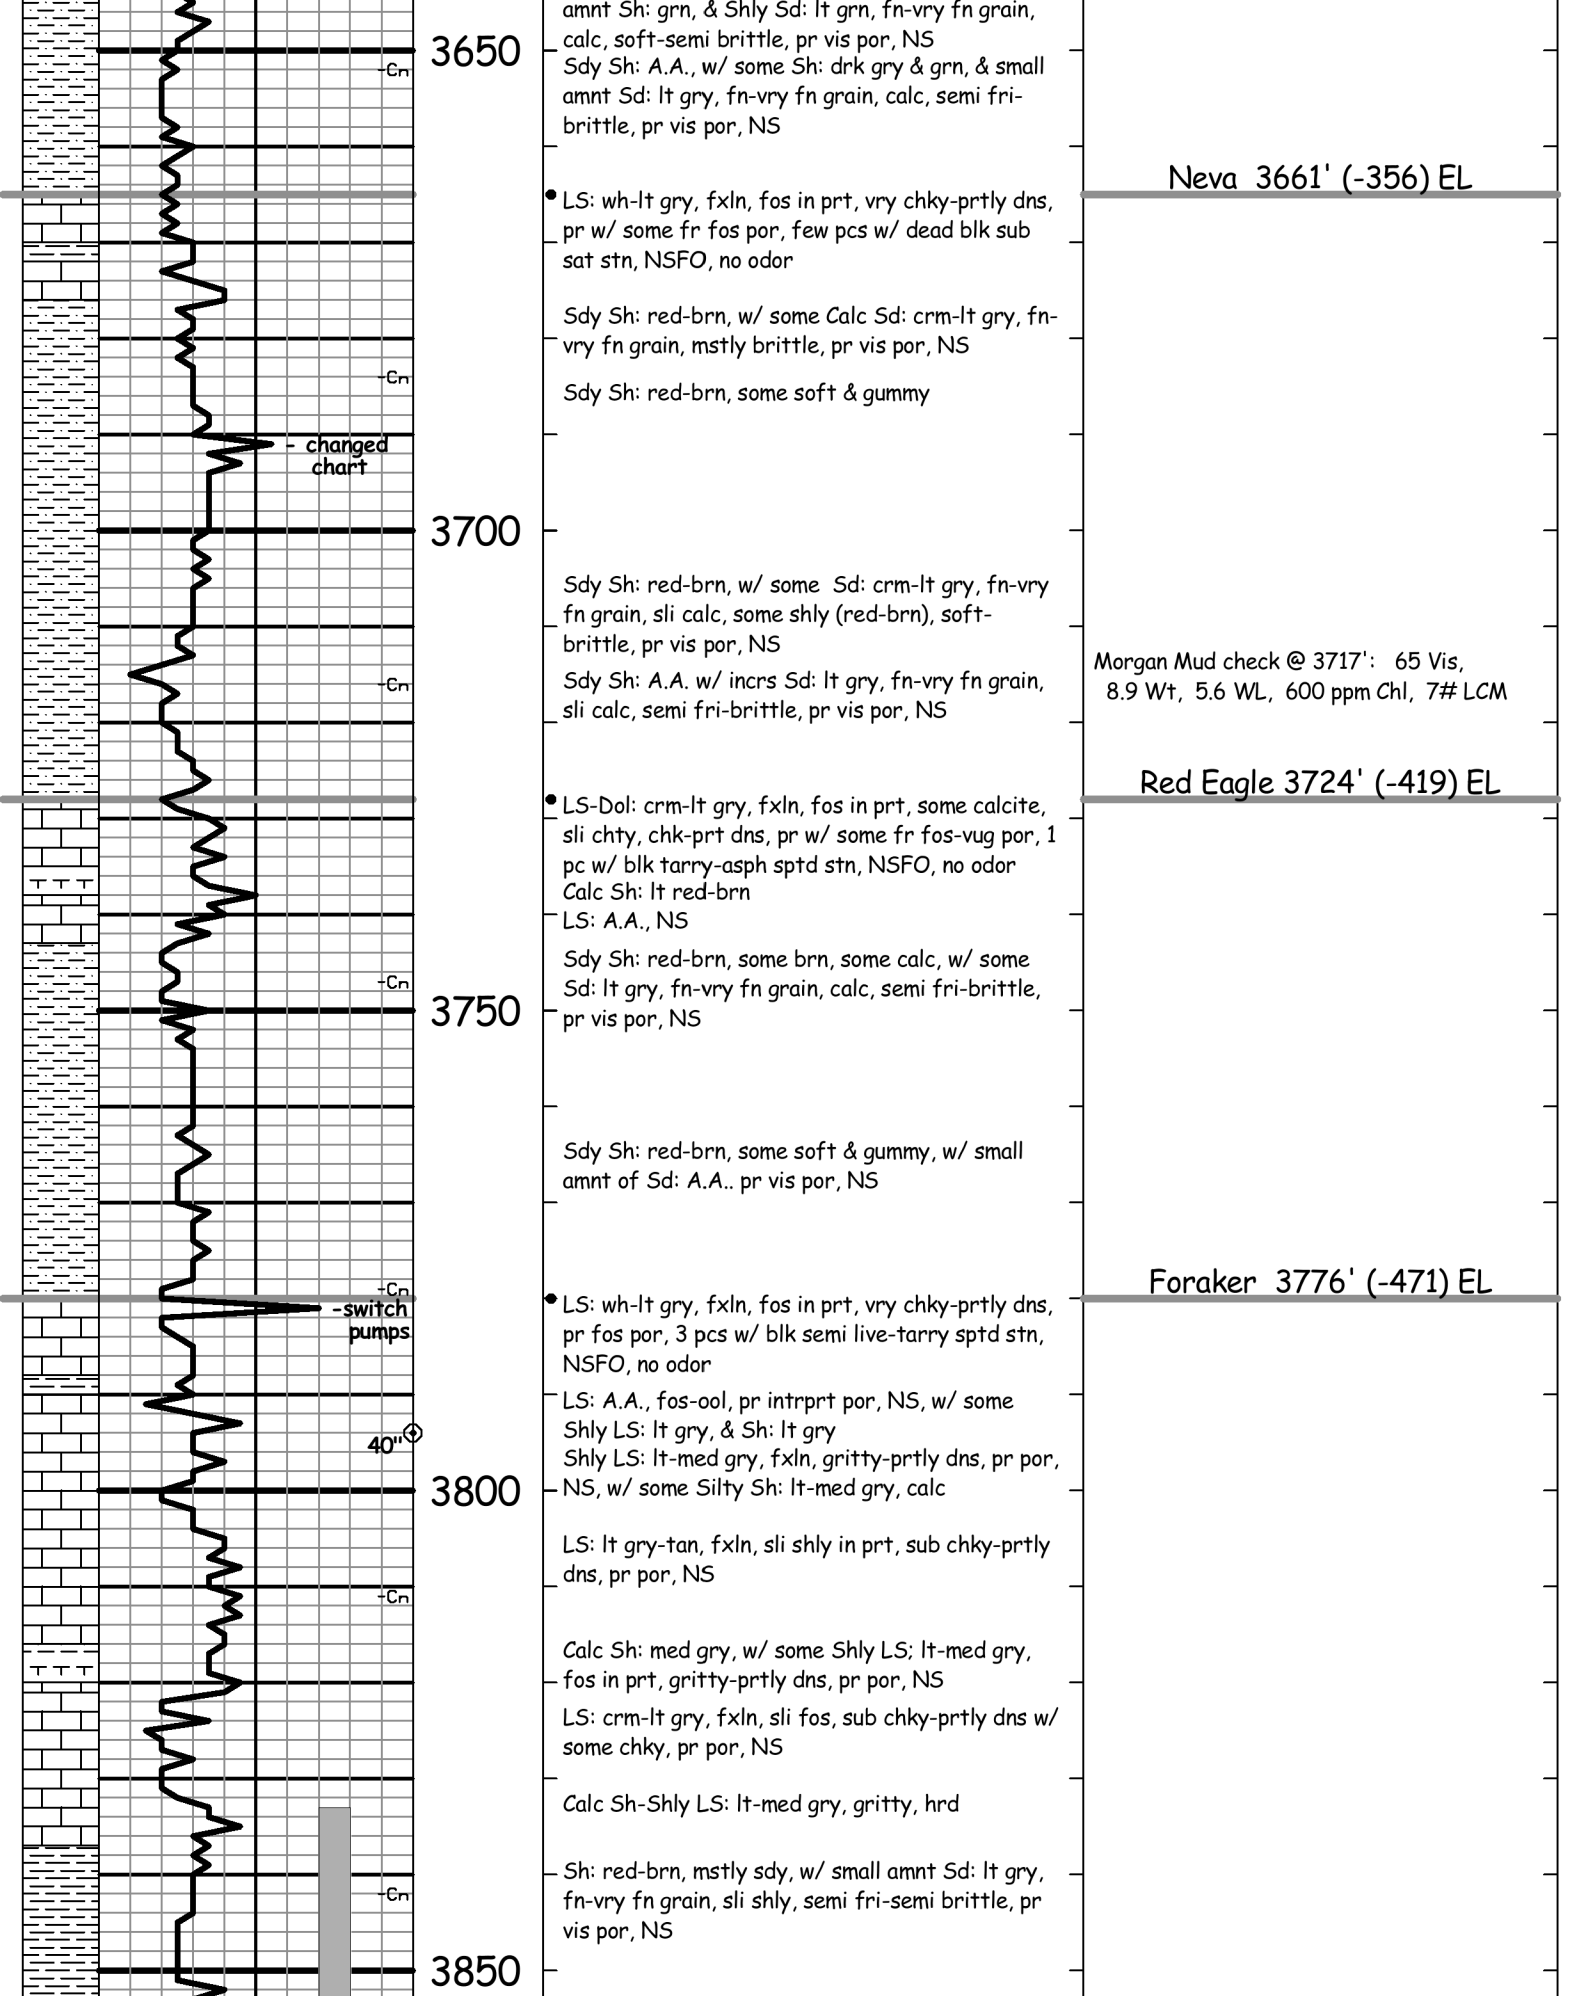 amnt Sh: grn, & Shly Sd: lt grn, fn-vry fn grain,
calc, soft-semi brittle, pr vis por, NS
3650
-Cn
Sdy Sh: A.A., w/ some Sh: drk gry & grn, & small
amnt Sd: lt gry, fn-vry fn grain, calc, semi fri-
brittle, pr vis por, NS
Neva 3661' (-356) EL
LS: wh-lt gry, fxln, fos in prt, vry chky-prtly dns,
pr w/ some fr fos por, few pcs w/ dead blk sub
sat stn, NSFO, no odor
Sdy Sh: red-brn, w/ some Calc Sd: crm-lt gry, fn-
vry fn grain, mstly brittle, pr vis por, NS
-Cn
Sdy Sh: red-brn, some soft & gummy
- changed
chart
3700
Sdy Sh: red-brn, w/ some Sd: crm-lt gry, fn-vry
fn grain, sli calc, some shly (red-brn), soft-
brittle, pr vis por, NS
Morgan Mud check @ 3717': 65 Vis,
8.9 Wt, 5.6 WL, 600 ppm Chl, 7# LCM
-Cn
Sdy Sh: A.A. w/ incrs Sd: lt gry, fn-vry fn grain,
sli calc, semi fri-brittle, pr vis por, NS
Red Eagle 3724' (-419) EL
LS-Dol: crm-lt gry, fxln, fos in prt, some calcite,
sli chty, chk-prt dns, pr w/ some fr fos-vug por, 1
pc w/ blk tarry-asph sptd stn, NSFO, no odor
Calc Sh: lt red-brn
LS: A.A., NS
Sdy Sh: red-brn, some brn, some calc, w/ some
Sd: lt gry, fn-vry fn grain, calc, semi fri-brittle,
pr vis por, NS
-Cn
3750
Sdy Sh: red-brn, some soft & gummy, w/ small
amnt of Sd: A.A.. pr vis por, NS
Foraker 3776' (-471) EL
-Cn
-switch
pumps
LS: wh-lt gry, fxln, fos in prt, vry chky-prtly dns,
pr fos por, 3 pcs w/ blk semi live-tarry sptd stn,
NSFO, no odor
LS: A.A., fos-ool, pr intrprt por, NS, w/ some
Shly LS: lt gry, & Sh: lt gry
40"
Shly LS: lt-med gry, fxln, gritty-prtly dns, pr por,
NS, w/ some Silty Sh: lt-med gry, calc
3800
LS: lt gry-tan, fxln, sli shly in prt, sub chky-prtly
dns, pr por, NS
-Cn
Calc Sh: med gry, w/ some Shly LS; lt-med gry,
fos in prt, gritty-prtly dns, pr por, NS
LS: crm-lt gry, fxln, sli fos, sub chky-prtly dns w/
some chky, pr por, NS
Calc Sh-Shly LS: lt-med gry, gritty, hrd
Sh: red-brn, mstly sdy, w/ small amnt Sd: lt gry,
fn-vry fn grain, sli shly, semi fri-semi brittle, pr
vis por, NS
-Cn
3850